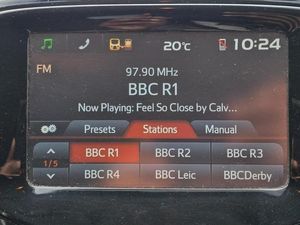 20°C 10:24
FM
97.90 MHz
BBC R1
Now Playing: Feel So Close by Calv...
Presets Stations Manual
1/5
BBC R1 BBC R2 BBC R3
BBC R4 BBC Leic BBCDerby